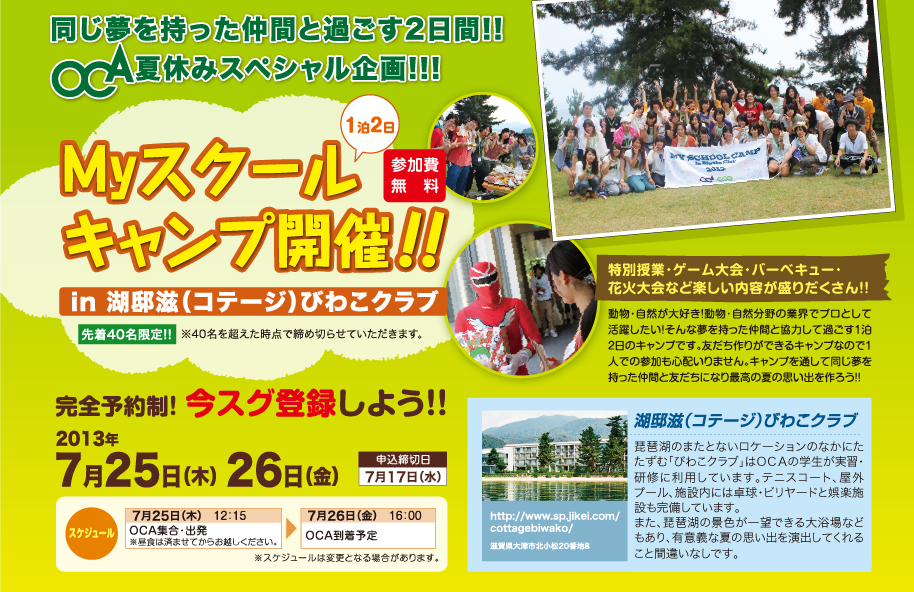 同じ夢を持った仲間と過ごす2日間!!
OCA夏休みスペシャル企画!!!
1泊2日
Myスクール
キャンプ開催!!
参加費
無料
in 湖邸滋(コテージ)びわこクラブ
先着40名限定!! ※40名を超えた時点で締め切らせていただきます。
MY SCHOOL CAMP
in Biwako Club
2012
OCA
特別授業・ゲーム大会・バーベキュー・
花火大会など楽しい内容が盛りだくさん!!
動物・自然が大好き!動物・自然分野の業界でプロとして
活躍したい!そんな夢を持った仲間と協力して過ごす1泊
2日のキャンプです。友だち作りができるキャンプなので1
人での参加も心配いりません。キャンプを通して同じ夢を
持った仲間と友だちになり最高の夏の思い出を作ろう!!
完全予約制! 今スグ登録しよう!!
2013年
7月25日(木) 26日(金)
申込締切日
7月17日(水)
スケジュール
7月25日(木) 12:15
OCA集合・出発
※昼食は済ませてからお越しください。
7月26日(金) 16:00
OCA到着予定
※スケジュールは変更となる場合があります。
湖邸滋(コテージ)びわこクラブ
琵琶湖のまたとないロケーションのなかにた
たずむ「びわこクラブ」はOCAの学生が実習・
研修に利用しています。テニスコート、屋外
プール、施設内には卓球・ビリヤードと娯楽施
設も完備しています。
また、琵琶湖の景色が一望できる大浴場など
もあり、有意義な夏の思い出を演出してくれる
こと間違いなしです。
http://www.sp.jikei.com/
cottagebiwako/
滋賀県大津市北小松20番地8